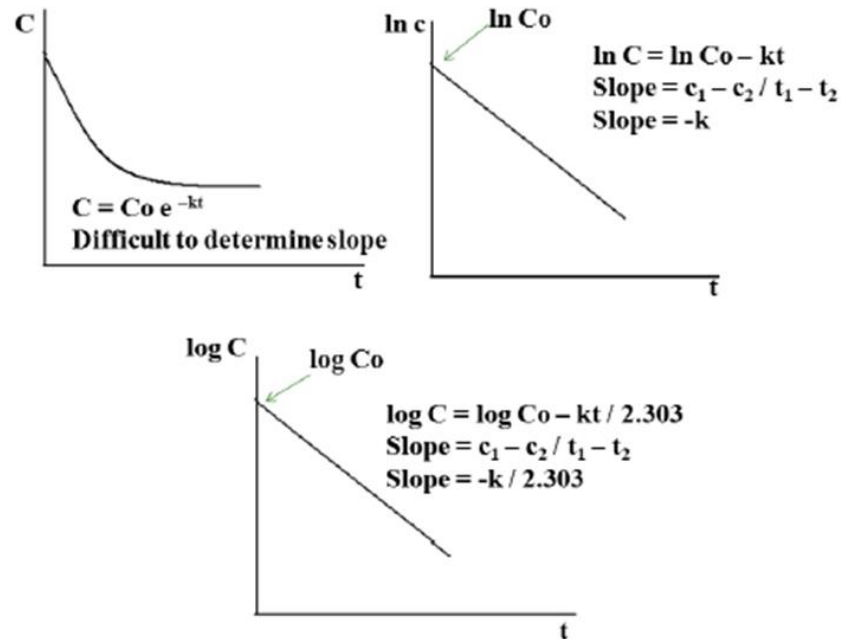 C
C = Co e ^–kt
Difficult to determine slope
t
ln c
ln Co
ln C = ln Co – kt
Slope = c₁ – c₂ / t₁ – t₂
Slope = -k
t
log C
log Co
log C = log Co – kt / 2.303
Slope = c₁ – c₂ / t₁ – t₂
Slope = -k / 2.303
t